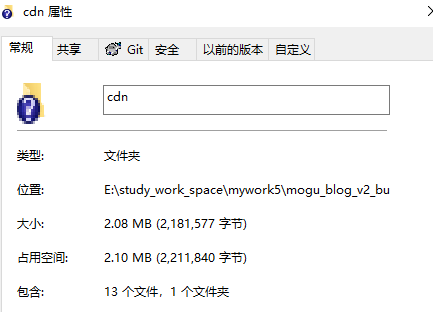 cdn 属性
常规 共享 Git 安全 以前的版本 自定义
cdn
类型: 文件夹
位置: E:\study_work_space\mywork5\mogu_blog_v2_bu
大小: 2.08 MB (2,181,577 字节)
占用空间: 2.10 MB (2,211,840 字节)
包含: 13 个文件，1 个文件夹